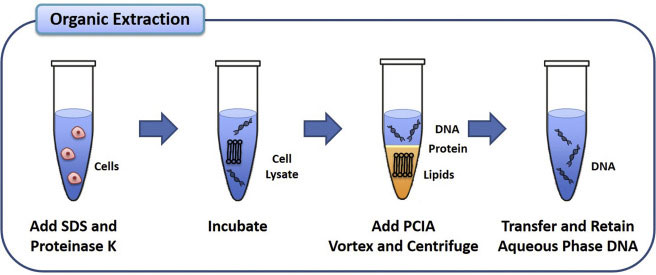 Organic Extraction
Cells
Cell
Lysate
DNA
Protein
Lipids
DNA
Add SDS and
Proteinase K
Incubate
Add PCIA
Vortex and Centrifuge
Transfer and Retain
Aqueous Phase DNA